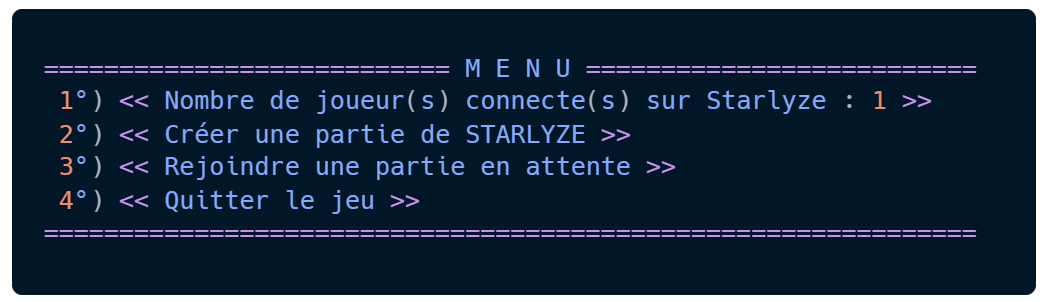 =========================== M E N U ==========================
1°) << Nombre de joueur(s) connecte(s) sur Starlyze : 1 >>
2°) << Créer une partie de STARLYZE >>
3°) << Rejoindre une partie en attente >>
4°) << Quitter le jeu >>
==============================================================